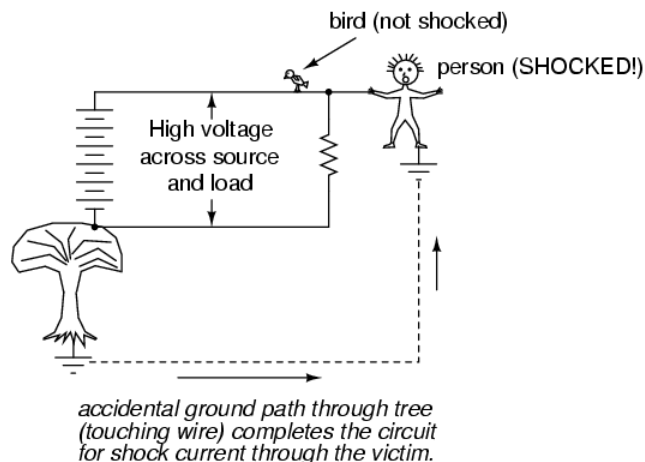 bird (not shocked)
person (SHOCKED!)
High voltage
across source
and load
accidental ground path through tree
(touching wire) completes the circuit
for shock current through the victim.